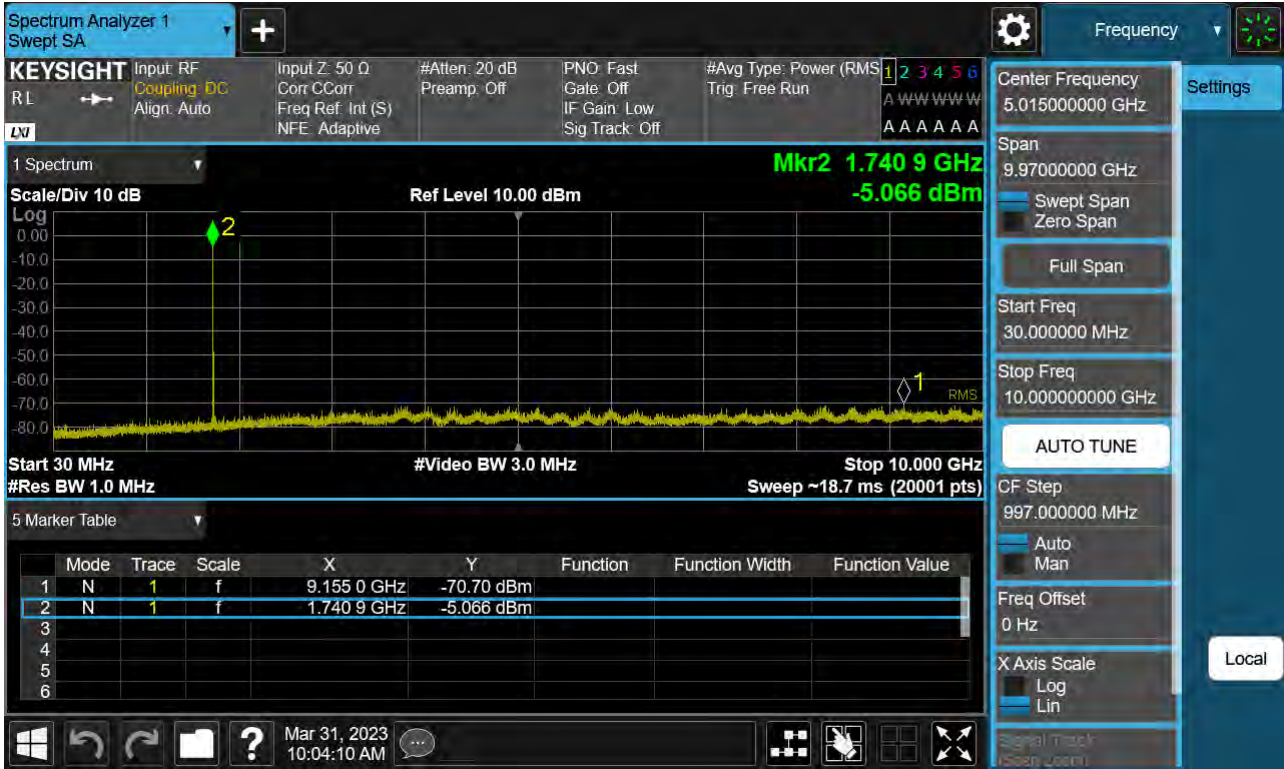 Spectrum Analyzer 1
Swept SA
+
Frequency
KEYSIGHT
RL
LXI
Input: RF
Coupling: DC
Align: Auto
Input Z: 50 Ω
Corr CCorr
Freq Ref: Int (S)
NFE: Adaptive
#Atten: 20 dB
Preamp: Off
PNO: Fast
Gate: Off
IF Gain: Low
Sig Track: Off
#Avg Type: Power (RMS
Trig: Free Run
1 2 3 4 5 6
A W W W W W
A A A A A A
1 Spectrum
Mkr2 1.740 9 GHz
Scale/Div 10 dB
Ref Level 10.00 dBm
-5.066 dBm
Log
0.00
-10.0
-20.0
-30.0
-40.0
-50.0
-60.0
-70.0
-80.0
2
1
RMS
Start 30 MHz
#Video BW 3.0 MHz
Stop 10.000 GHz
#Res BW 1.0 MHz
Sweep ~18.7 ms (20001 pts)
5 Marker Table
Mode Trace Scale X Y Function Function Width Function Value
1 N 1 f 9.155 0 GHz -70.70 dBm
2 N 1 f 1.740 9 GHz -5.066 dBm
3
4
5
6
?
Mar 31, 2023
10:04:10 AM
Center Frequency
5.015000000 GHz
Span
9.97000000 GHz
Swept Span
Zero Span
Full Span
Start Freq
30.000000 MHz
Stop Freq
10.000000000 GHz
AUTO TUNE
CF Step
997.000000 MHz
Auto
Man
Freq Offset
0 Hz
X Axis Scale
Log
Lin
Signal Track
(Span Zoom)
Settings
Local